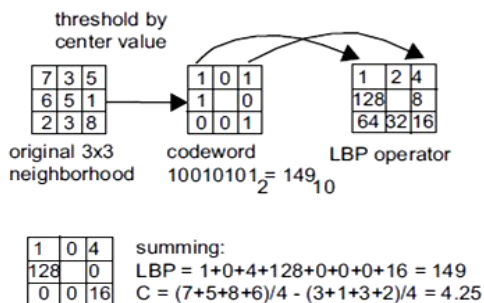 threshold by
center value
7 3 5
6 5 1
2 3 8
1 0 1
1 0
0 0 1
1 2 4
128 8
64 32 16
original 3x3
neighborhood
codeword
10010101₂= 149₁₀
LBP operator
1 0 4
128 0
0 0 16
summing:
LBP = 1+0+4+128+0+0+0+16 = 149
C = (7+5+8+6)/4 - (3+1+3+2)/4 = 4.25